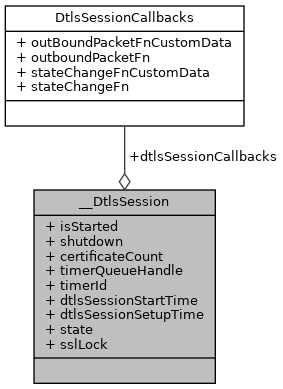 DtlsSessionCallbacks
+ outBoundPacketFnCustomData
+ outboundPacketFn
+ stateChangeFnCustomData
+ stateChangeFn
+dtlsSessionCallbacks
__DtlsSession
+ isStarted
+ shutdown
+ certificateCount
+ timerQueueHandle
+ timerId
+ dtlsSessionStartTime
+ dtlsSessionSetupTime
+ state
+ sslLock